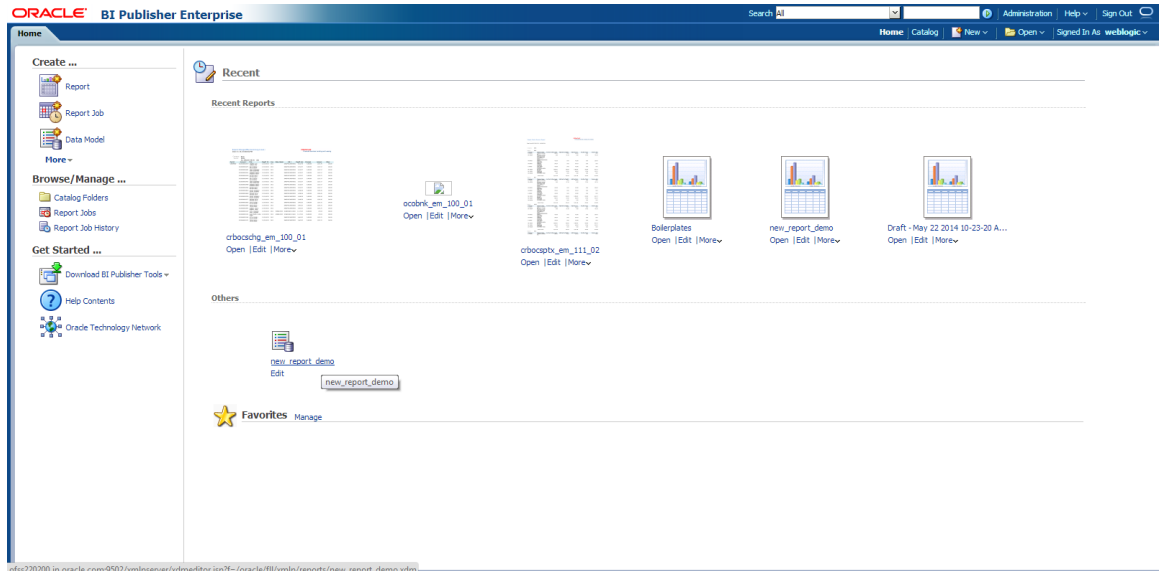 ORACLE BI Publisher Enterprise
Search All
Administration Help Sign Out
Home
Home Catalog New Open Signed In As weblogic
Create ...
Report
Report Job
Data Model
More
Browse/Manage ...
Catalog Folders
Report Jobs
Report Job History
Get Started ...
Download BI Publisher Tools
Help Contents
Oracle Technology Network
Recent
Recent Reports
crbocschg_em_100_01
Open |Edit |More
ocobnk_em_100_01
Open |Edit |More
crbocsptx_em_111_02
Open |Edit |More
Boilerplates
Open |Edit |More
new_report_demo
Open |Edit |More
Draft - May 22 2014 10-23-20 A...
Open |Edit |More
Others
new_report_demo
Edit
new_report_demo
Favorites Manage